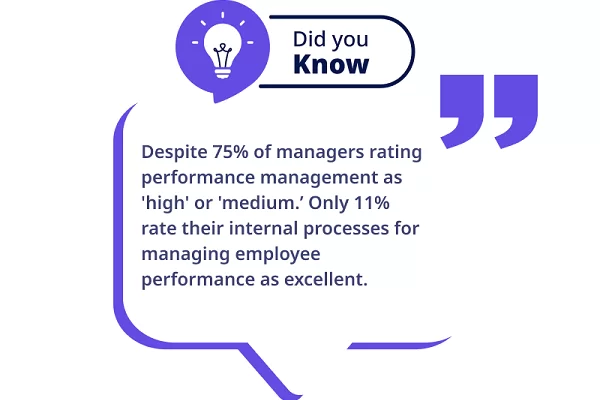 Did you
Know
Despite 75% of managers rating
performance management as
'high' or 'medium.’ Only 11%
rate their internal processes for
managing employee
performance as excellent.